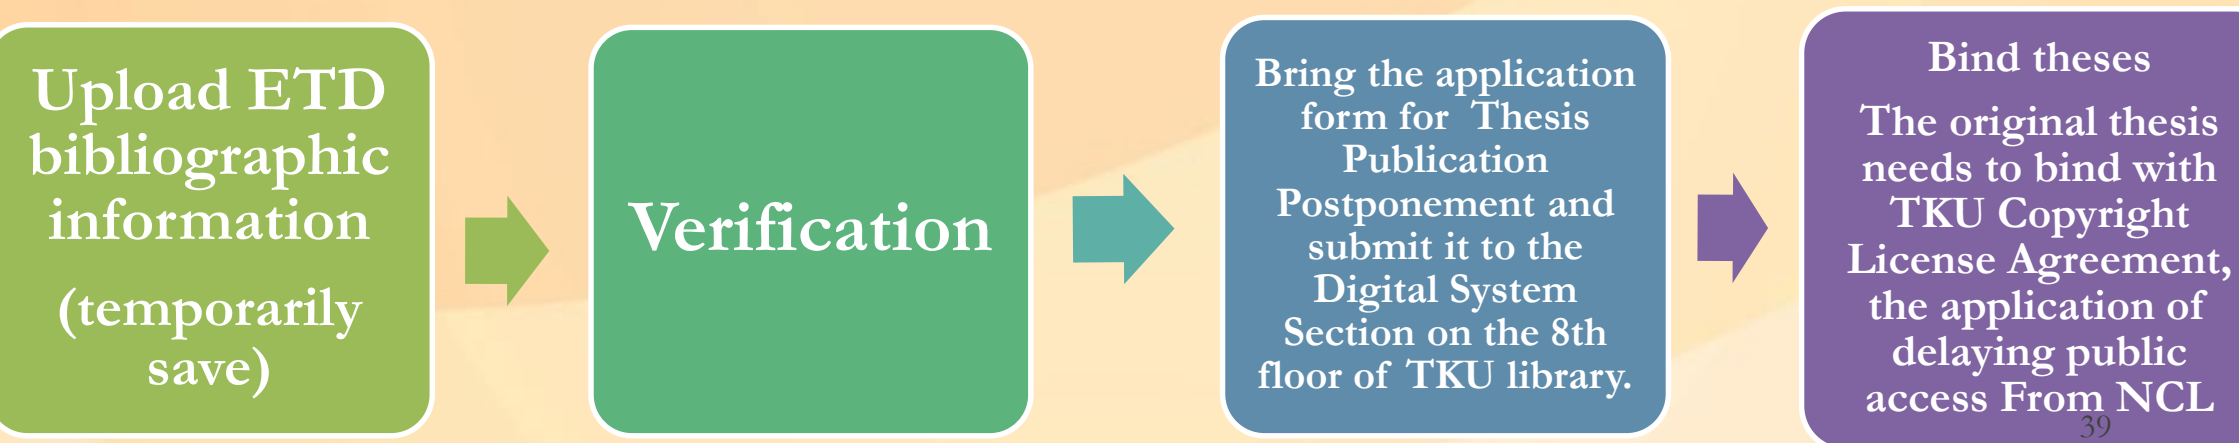 Upload ETD
bibliographic
information
(temporarily
save)
Verification
Bring the application
form for Thesis
Publication
Postponement and
submit it to the
Digital System
Section on the 8th
floor of TKU library.
Bind theses
The original thesis
needs to bind with
TKU Copyright
License Agreement,
the application of
delaying public
access From NCL
39